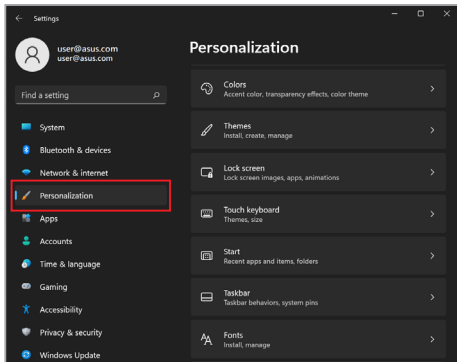 Settings
user@asus.com
user@asus.com
Find a setting
System
Bluetooth & devices
Network & internet
Personalization
Apps
Accounts
Time & language
Gaming
Accessibility
Privacy & security
Windows Update
Personalization
Colors
Accent color, transparency effects, color theme
Themes
Install, create, manage
Lock screen
Lock screen images, apps, animations
Touch keyboard
Themes, size
Start
Recent apps and items, folders
Taskbar
Taskbar behaviors, system pins
Fonts
Install, manage